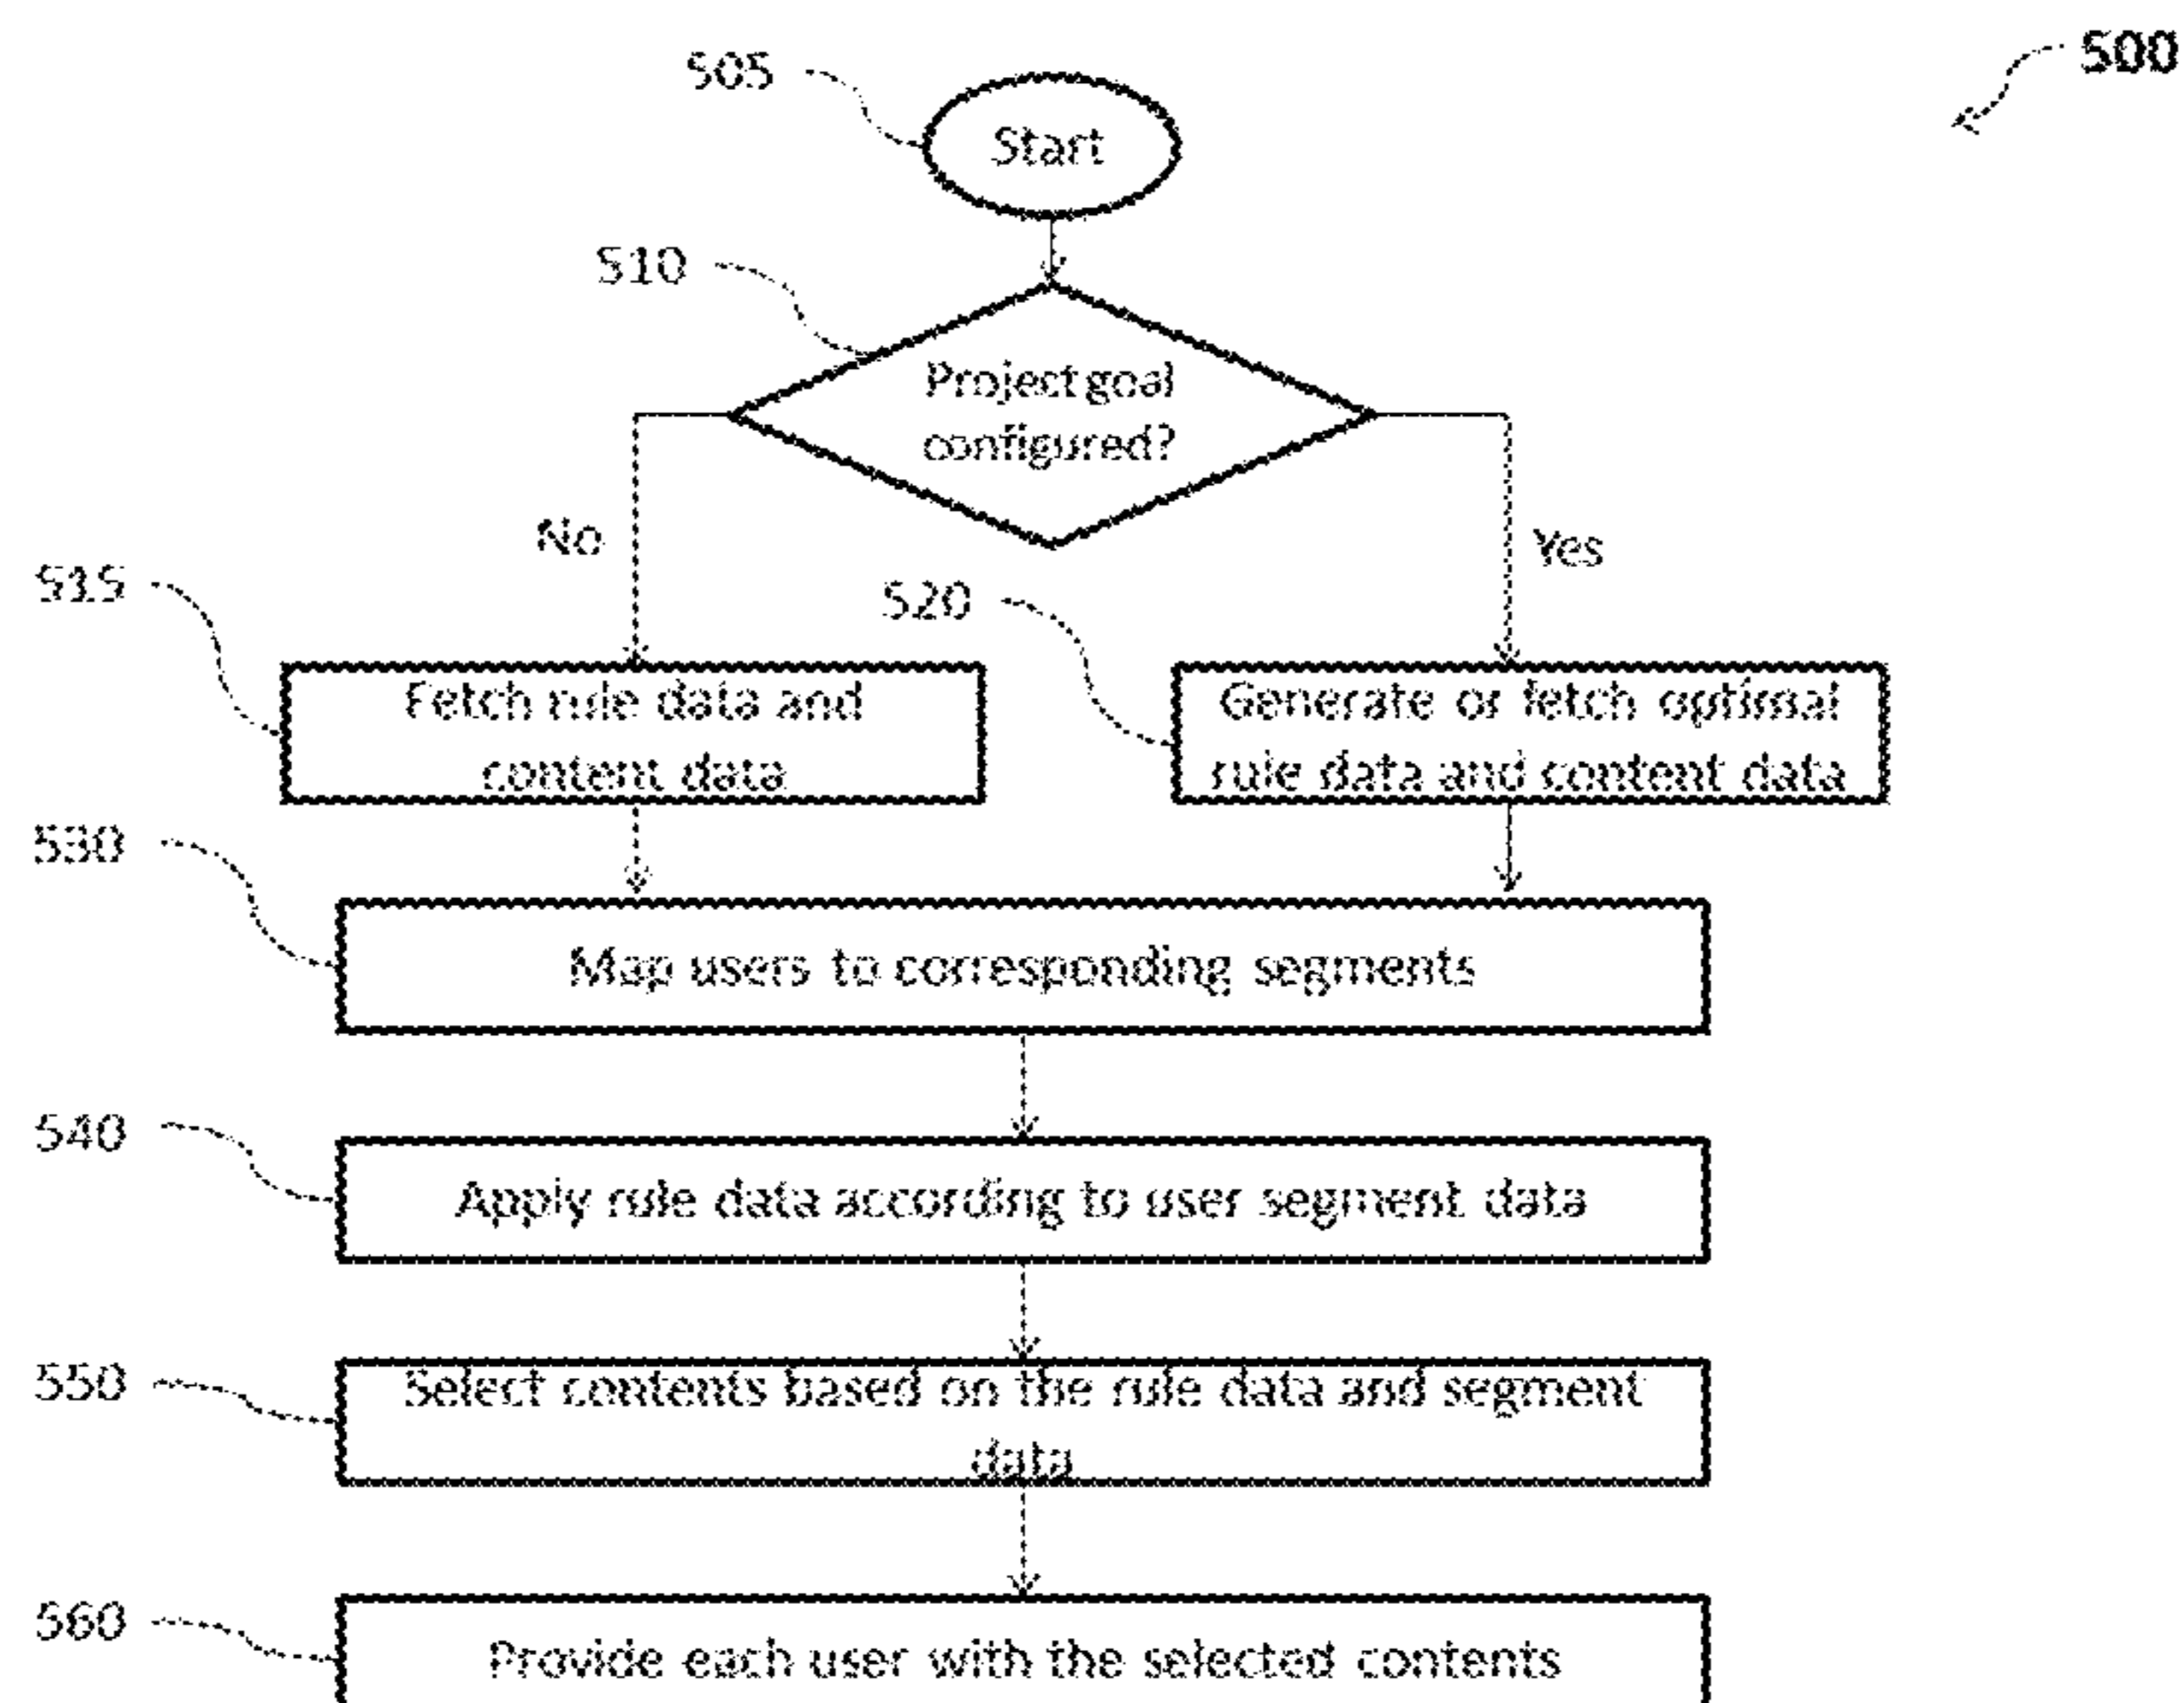 500
505
Start
510
Project goal
configured?
No
Yes
515
520
Fetch rule data and
content data
Generate or fetch optimal
rule data and content data
530
Map users to corresponding segments
540
Apply rule data according to user segment data
550
Select contents based on the rule data and segment
data
560
Provide each user with the selected contents